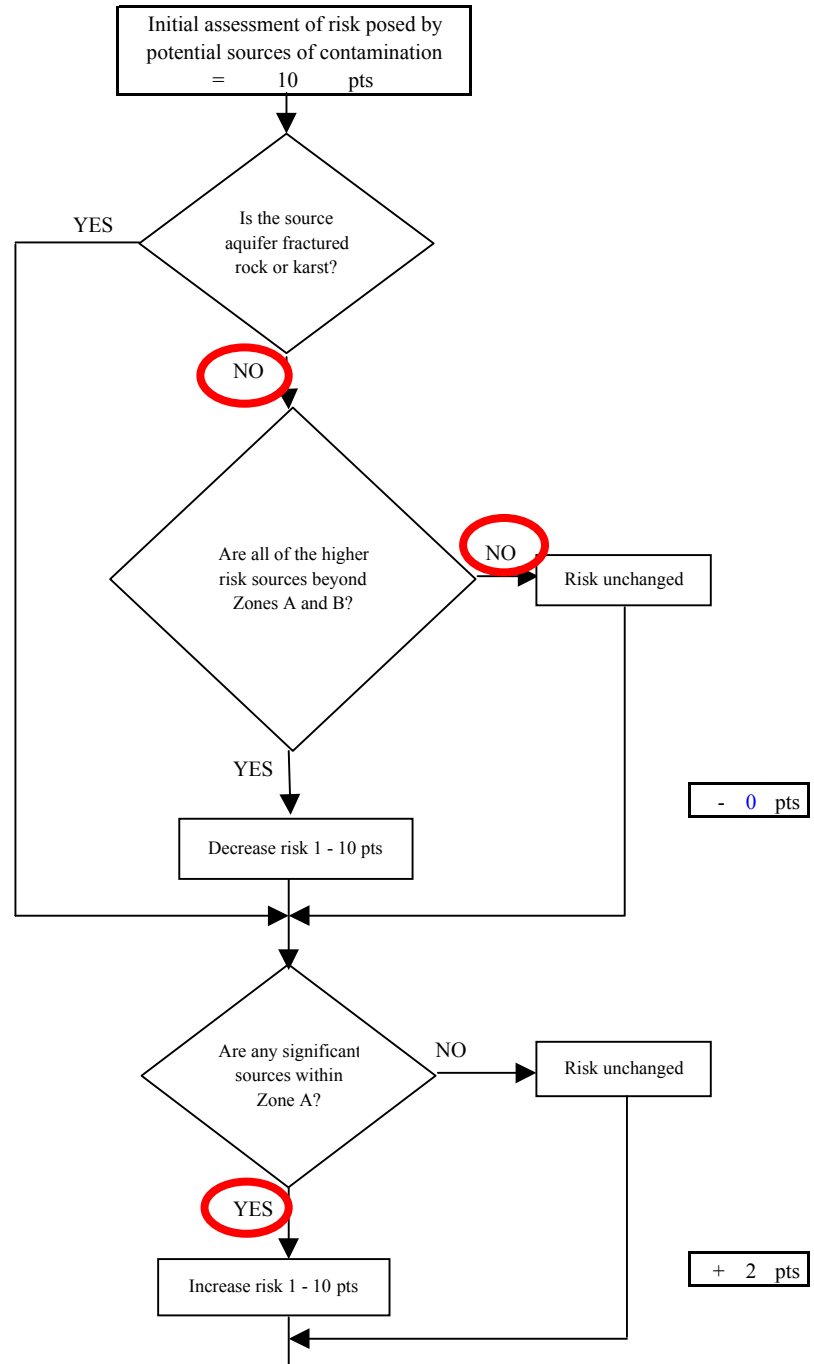 Initial assessment of risk posed by
potential sources of contamination
= 10 pts
YES
Is the source
aquifer fractured
rock or karst?
NO
Are all of the higher
risk sources beyond
Zones A and B?
NO
Risk unchanged
YES
- 0 pts
Decrease risk 1 - 10 pts
Are any significant
sources within
Zone A?
NO
Risk unchanged
YES
+ 2 pts
Increase risk 1 - 10 pts